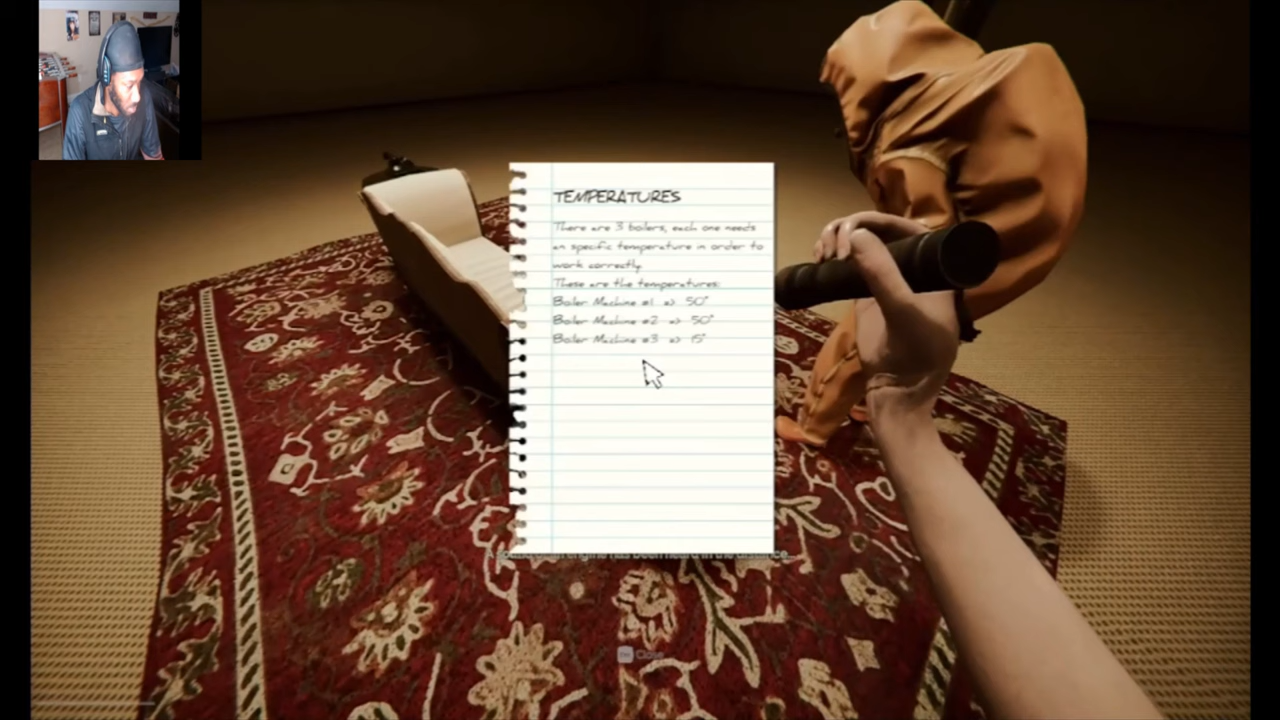 TEMPERATURES
There are 3 boilers, each one needs
an specific temperature in order to
work correctly.
These are the temperatures:
Boiler Machine #1 => 50°
Boiler Machine #2 => 50°
Boiler Machine #3 => 15°
Close